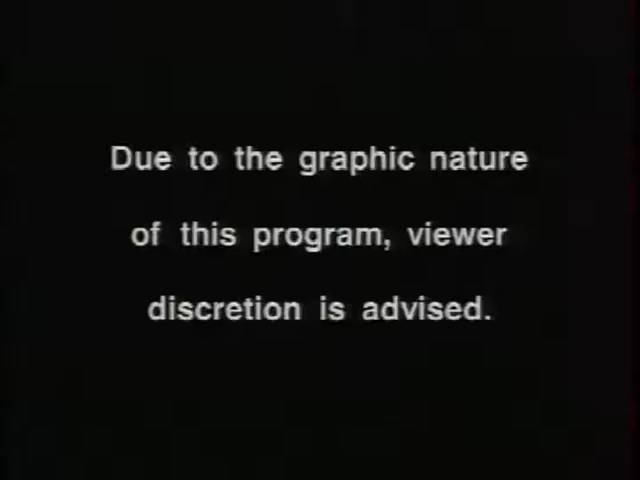 Due to the graphic nature
of this program, viewer
discretion is advised.